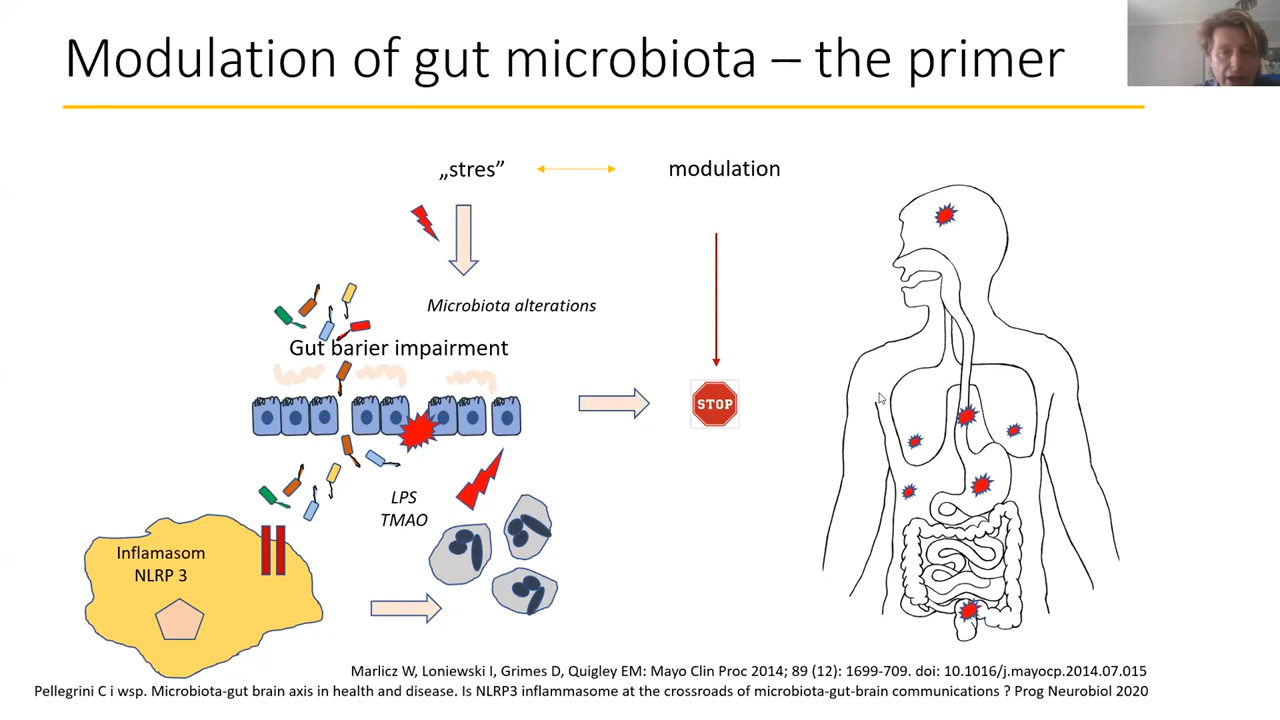 Modulation of gut microbiota – the primer
„stres”
modulation
Microbiota alterations
Gut barier impairment
STOP
LPS
TMAO
Inflamasom
NLRP 3
Marlicz W, Loniewski I, Grimes D, Quigley EM: Mayo Clin Proc 2014; 89 (12): 1699-709. doi: 10.1016/j.mayocp.2014.07.015
Pellegrini C i wsp. Microbiota-gut brain axis in health and disease. Is NLRP3 inflammasome at the crossroads of microbiota-gut-brain communications ? Prog Neurobiol 2020